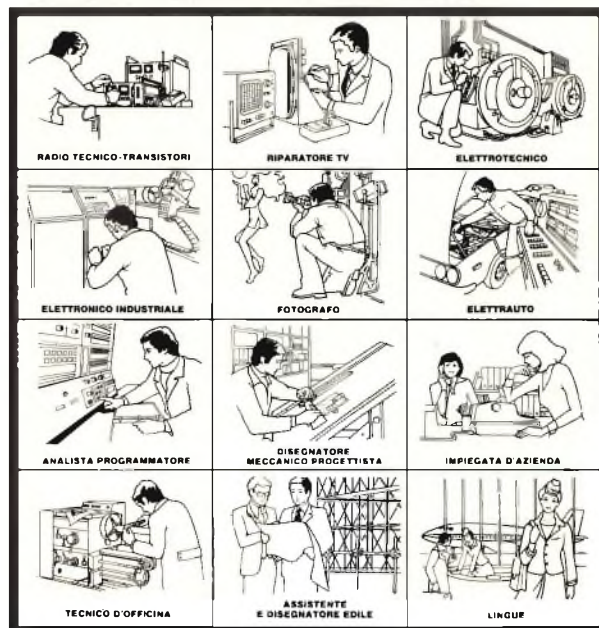 RADIO TECNICO-TRANSISTORI
RIPARATORE TV
ELETTROTECNICO
ELETTRONICO INDUSTRIALE
FOTOGRAFO
ELETTRAUTO
ANALISTA PROGRAMMATORE
DISEGNATORE
MECCANICO PROGETTISTA
IMPIEGATA D'AZIENDA
TECNICO D'OFFICINA
ASSISTENTE
E DISEGNATORE EDILE
LINGUE